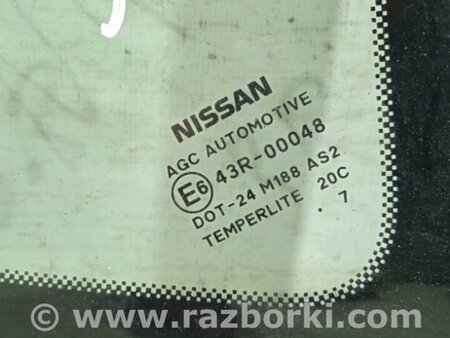 NISSAN
AGC AUTOMOTIVE
E6 43R-00048
DOT-24 M188 AS2
TEMPERLITE 20C
. 7
www.razborki.com